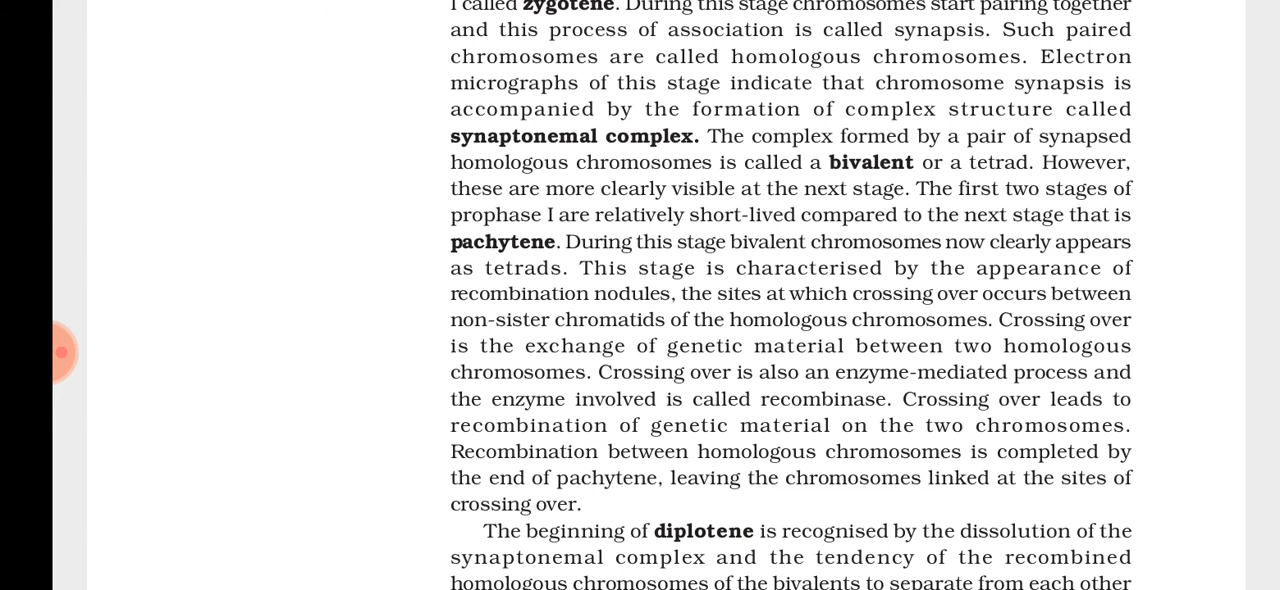 I called zygotene. During this stage chromosomes start pairing together
and this process of association is called synapsis. Such paired
chromosomes are called homologous chromosomes. Electron
micrographs of this stage indicate that chromosome synapsis is
accompanied by the formation of complex structure called
synaptonemal complex. The complex formed by a pair of synapsed
homologous chromosomes is called a bivalent or a tetrad. However,
these are more clearly visible at the next stage. The first two stages of
prophase I are relatively short-lived compared to the next stage that is
pachytene. During this stage bivalent chromosomes now clearly appears
as tetrads. This stage is characterised by the appearance of
recombination nodules, the sites at which crossing over occurs between
non-sister chromatids of the homologous chromosomes. Crossing over
is the exchange of genetic material between two homologous
chromosomes. Crossing over is also an enzyme-mediated process and
the enzyme involved is called recombinase. Crossing over leads to
recombination of genetic material on the two chromosomes.
Recombination between homologous chromosomes is completed by
the end of pachytene, leaving the chromosomes linked at the sites of
crossing over.
The beginning of diplotene is recognised by the dissolution of the
synaptonemal complex and the tendency of the recombined
homologous chromosomes of the bivalents to separate from each other